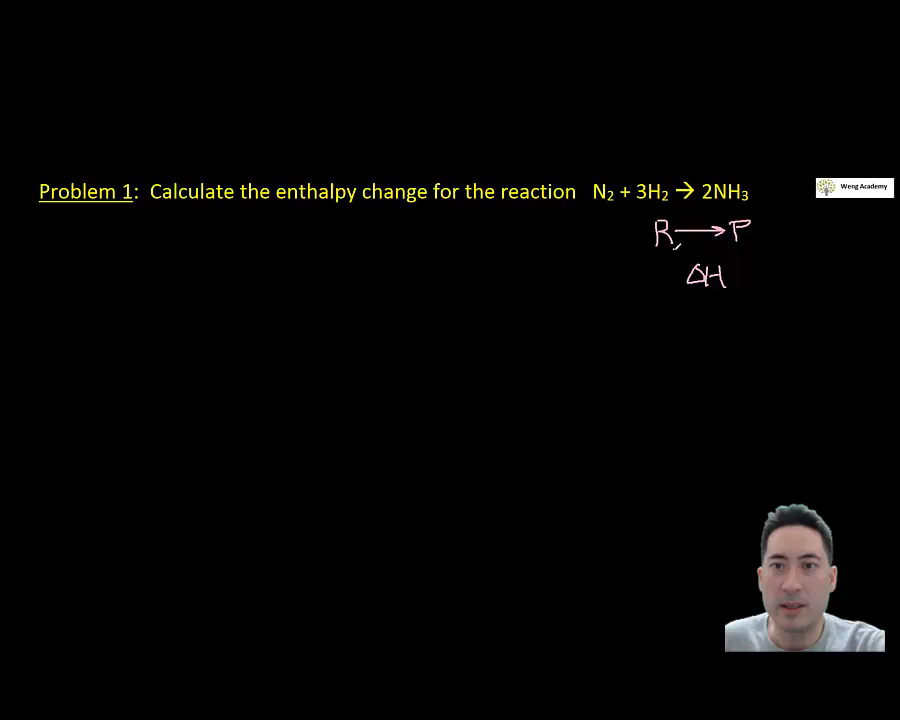 Problem 1: Calculate the enthalpy change for the reaction N₂ + 3H₂ → 2NH₃
Weng Academy
R → P
ΔH